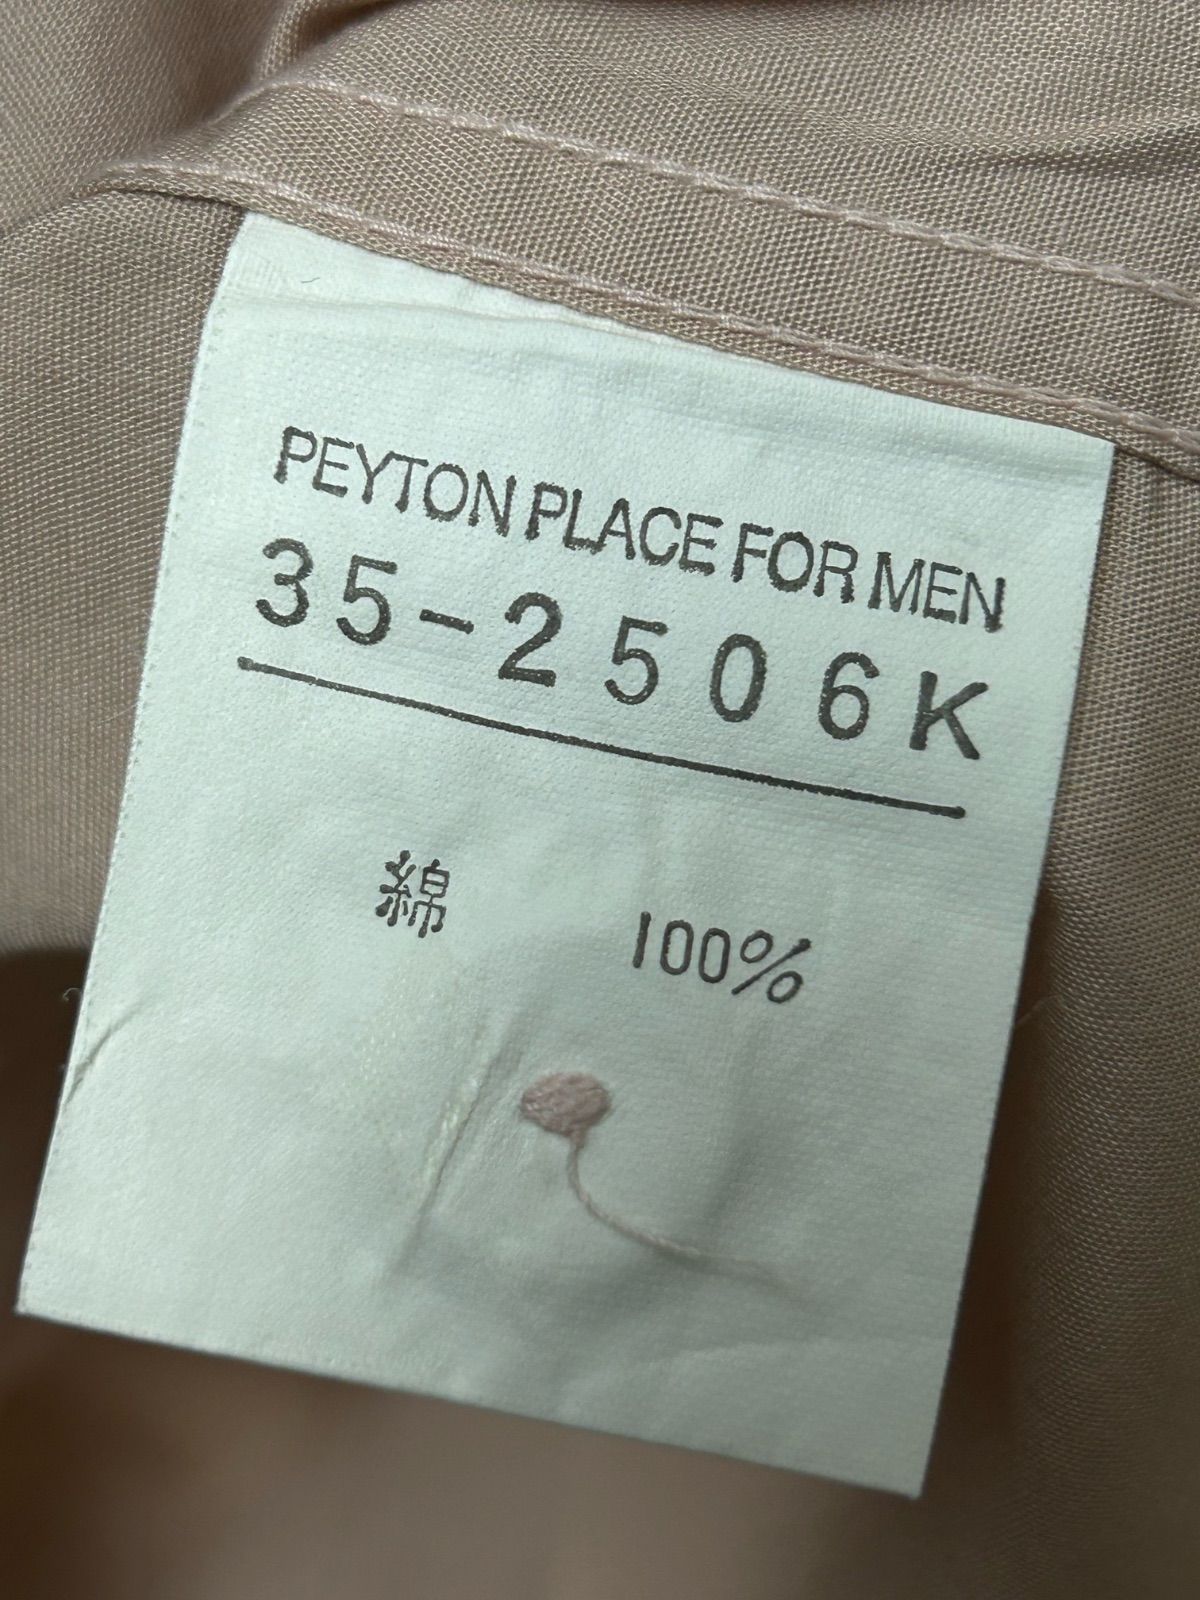 PEYTON PLACE FOR MEN
35-2506K
綿 100%